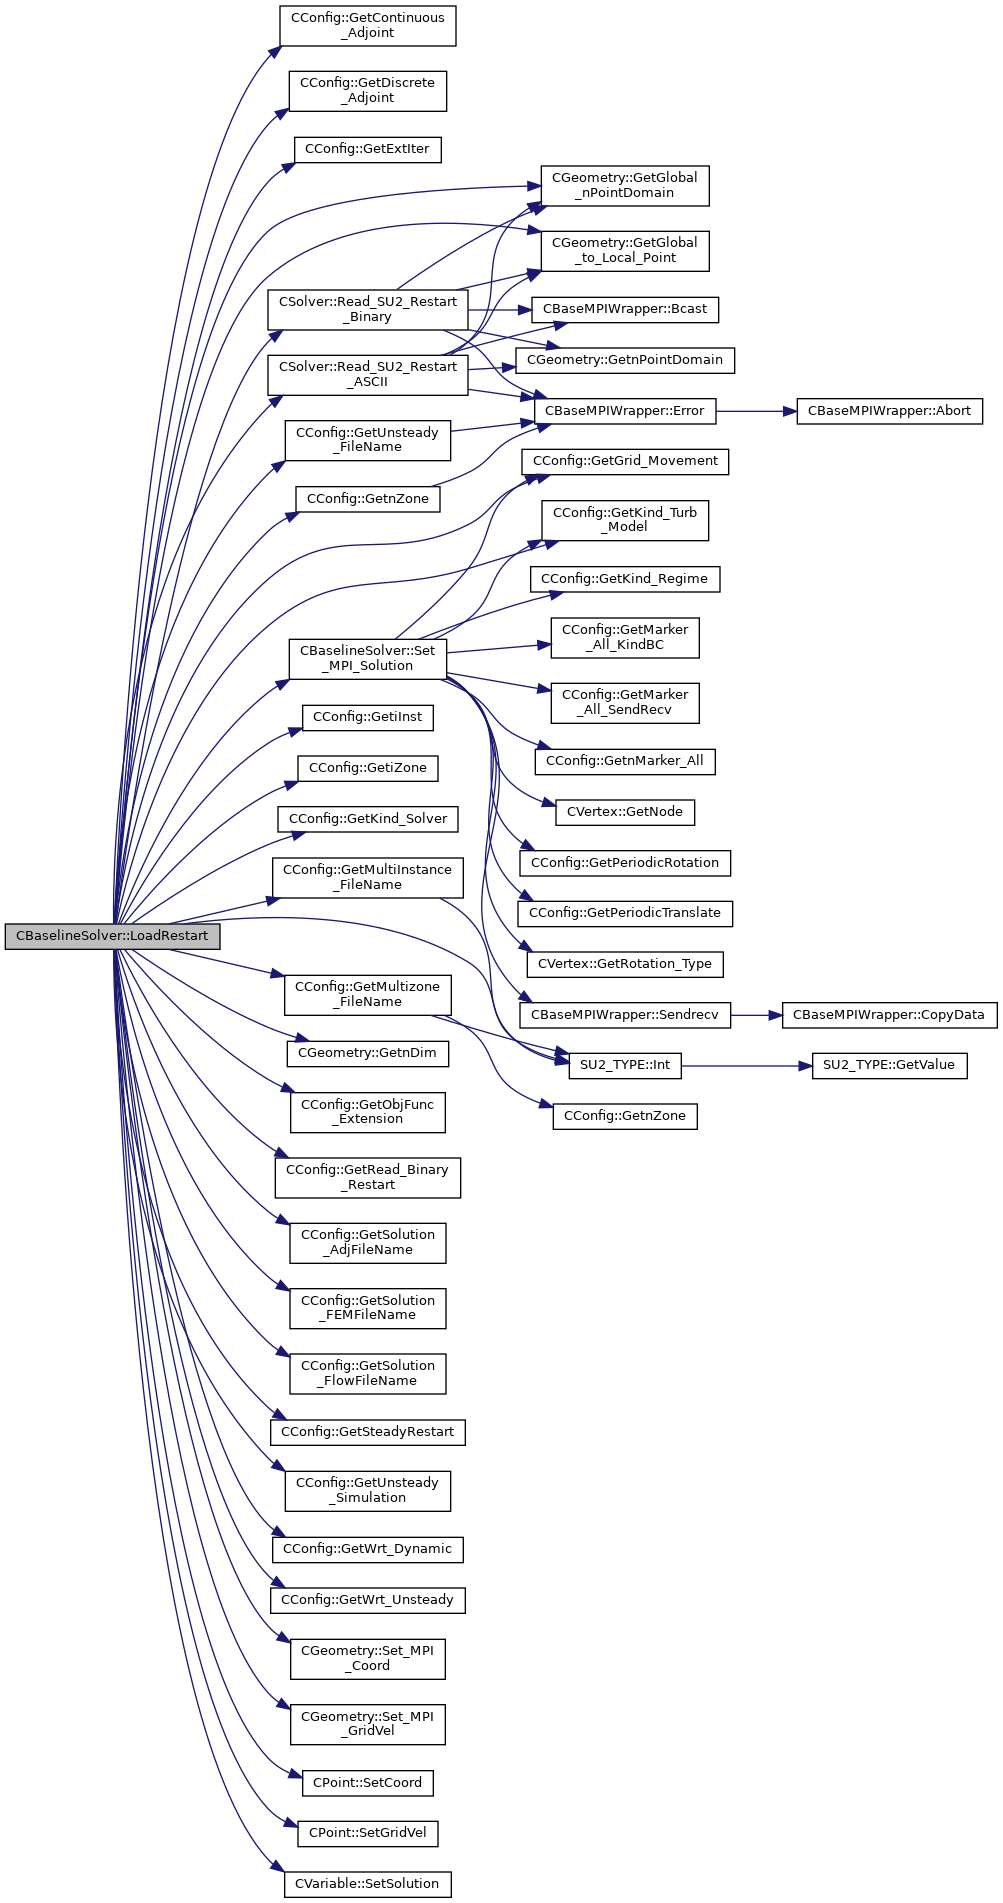 CConfig::GetContinuous
_Adjoint
CConfig::GetDiscrete
_Adjoint
CConfig::GetExtIter
CGeometry::GetGlobal
_nPointDomain
CGeometry::GetGlobal
_to_Local_Point
CSolver::Read_SU2_Restart
_Binary
CBaseMPIWrapper::Bcast
CGeometry::GetnPointDomain
CSolver::Read_SU2_Restart
_ASCII
CBaseMPIWrapper::Error
CBaseMPIWrapper::Abort
CConfig::GetUnsteady
_FileName
CConfig::GetGrid_Movement
CConfig::GetnZone
CConfig::GetKind_Turb
_Model
CConfig::GetKind_Regime
CConfig::GetMarker
_All_KindBC
CBaselineSolver::Set
_MPI_Solution
CConfig::GetMarker
_All_SendRecv
CConfig::GetiInst
CConfig::GetnMarker_All
CConfig::GetiZone
CVertex::GetNode
CConfig::GetKind_Solver
CConfig::GetPeriodicRotation
CConfig::GetMultiInstance
_FileName
CConfig::GetPeriodicTranslate
CBaselineSolver::LoadRestart
CVertex::GetRotation_Type
CConfig::GetMultizone
_FileName
CBaseMPIWrapper::Sendrecv
CBaseMPIWrapper::CopyData
CGeometry::GetnDim
SU2_TYPE::Int
SU2_TYPE::GetValue
CConfig::GetObjFunc
_Extension
CConfig::GetnZone
CConfig::GetRead_Binary
_Restart
CConfig::GetSolution
_AdjFileName
CConfig::GetSolution
_FEMFileName
CConfig::GetSolution
_FlowFileName
CConfig::GetSteadyRestart
CConfig::GetUnsteady
_Simulation
CConfig::GetWrt_Dynamic
CConfig::GetWrt_Unsteady
CGeometry::Set_MPI
_Coord
CGeometry::Set_MPI
_GridVel
CPoint::SetCoord
CPoint::SetGridVel
CVariable::SetSolution